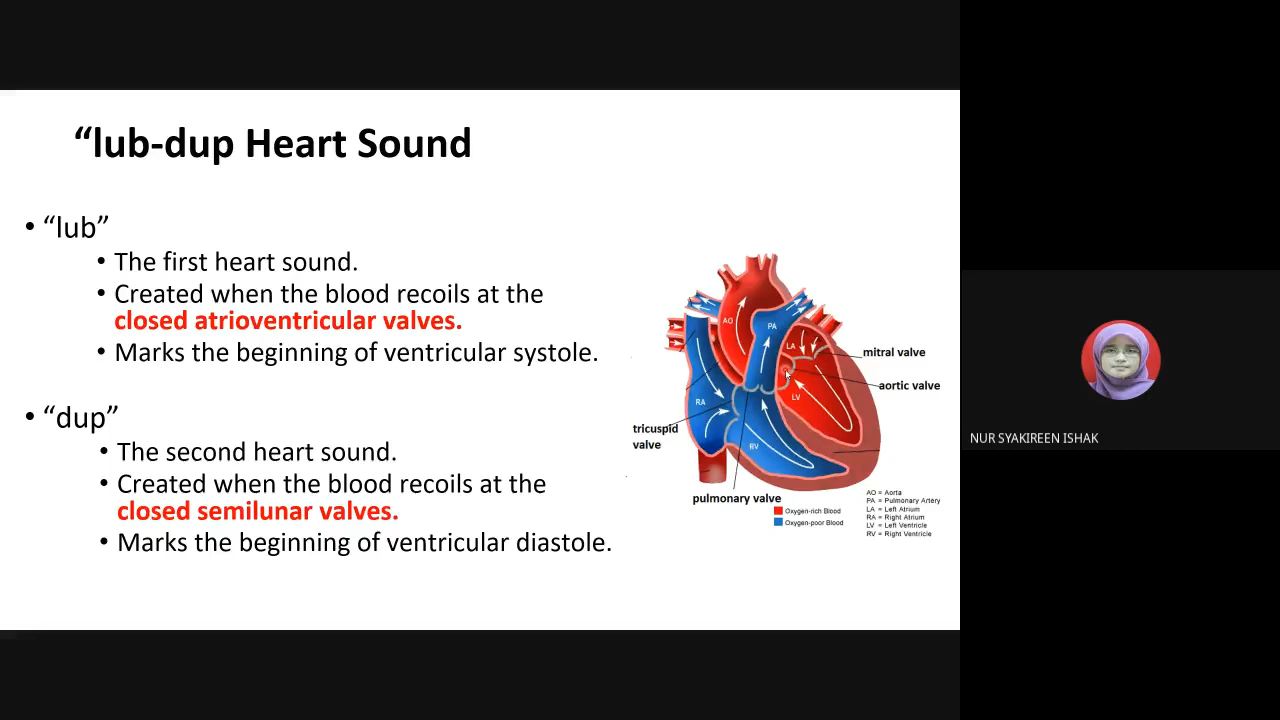 “lub-dup Heart Sound
• “lub”
• The first heart sound.
• Created when the blood recoils at the
closed atrioventricular valves.
• Marks the beginning of ventricular systole.
• “dup”
• The second heart sound.
• Created when the blood recoils at the
closed semilunar valves.
• Marks the beginning of ventricular diastole.
AO
PA
LA
mitral valve
aortic valve
LV
RA
tricuspid
valve
RV
pulmonary valve
Oxygen-rich Blood
Oxygen-poor Blood
AO = Aorta
PA = Pulmonary Artery
LA = Left Atrium
RA = Right Atrium
LV = Left Ventricle
RV = Right Ventricle
NUR SYAKIREEN ISHAK